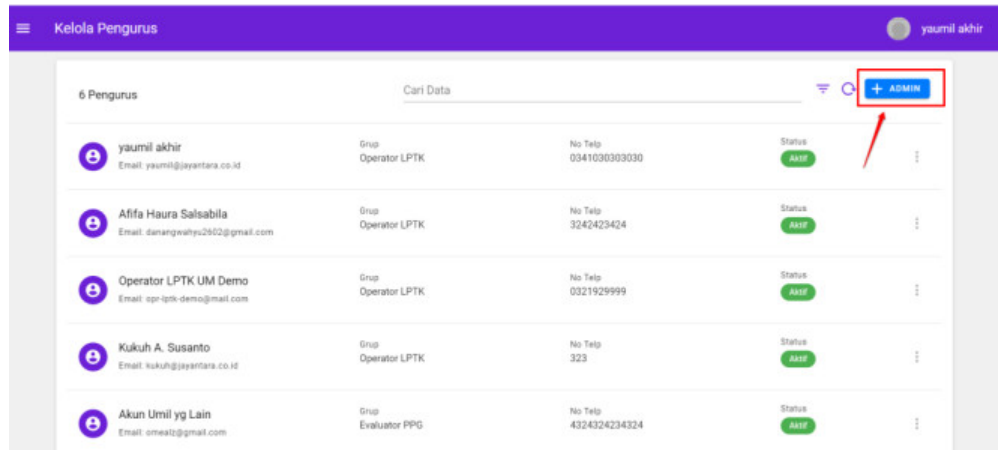 Kelola Pengurus
yaumil akhir
6 Pengurus
Cari Data
+ ADMIN
yaumil akhir
Email: yaumil@jayantara.co.id
Grup
Operator LPTK
No Telp
0341030303030
Status
Aktif
Afifa Haura Salsabila
Email: danangwahyu2602@gmail.com
Grup
Operator LPTK
No Telp
3242423424
Status
Aktif
Operator LPTK UM Demo
Email: opr-lptk-demo@mail.com
Grup
Operator LPTK
No Telp
0321929999
Status
Aktif
Kukuh A. Susanto
Email: kukuh@jayantara.co.id
Grup
Operator LPTK
No Telp
323
Status
Aktif
Akun Umil yg Lain
Email: omealz@gmail.com
Grup
Evaluator PPG
No Telp
4324324234324
Status
Aktif